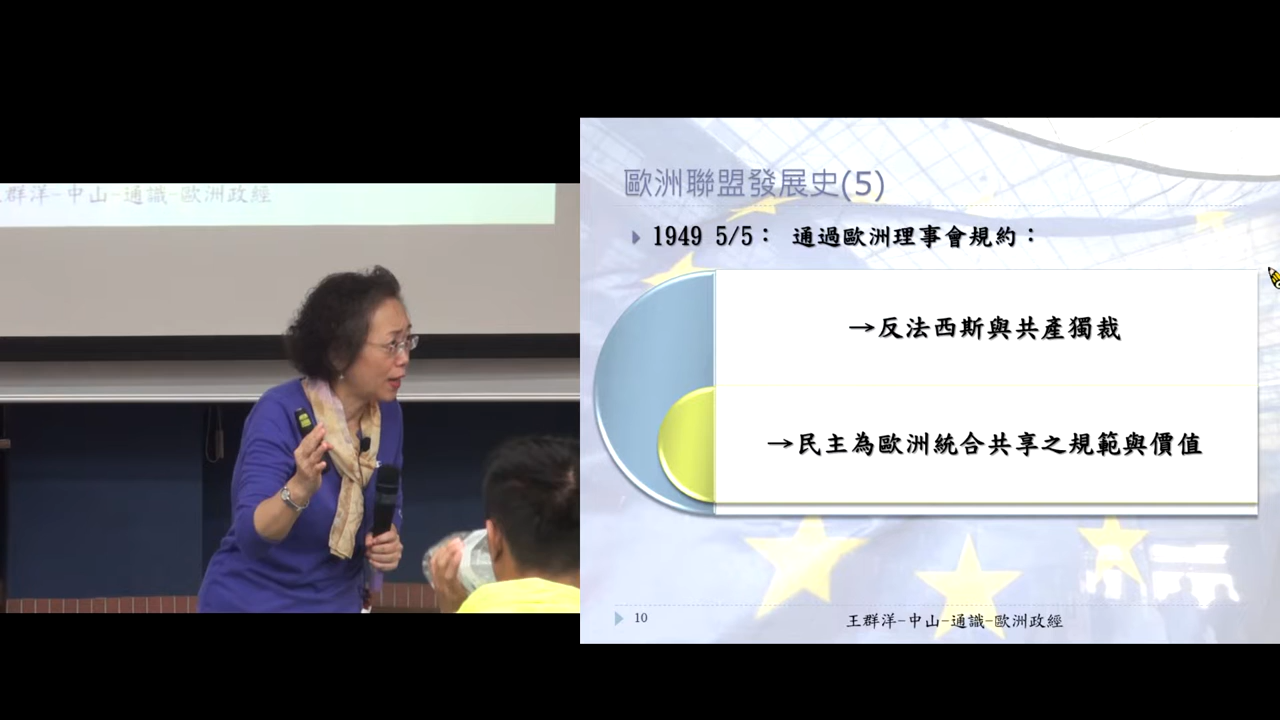 群洋-中山-通識-歐洲政經
歐洲聯盟發展史(5)
1949 5/5： 通過歐洲理事會規約：
→反法西斯與共產獨裁
→民主為歐洲統合共享之規範與價值
10
王群洋-中山-通識-歐洲政經